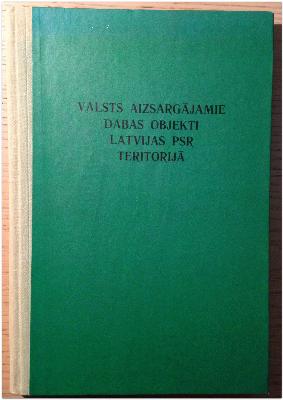 VALSTS AIZSARGĀJAMIE
DABAS OBJEKTI
LATVIJAS PSR
TERITORIJĀ